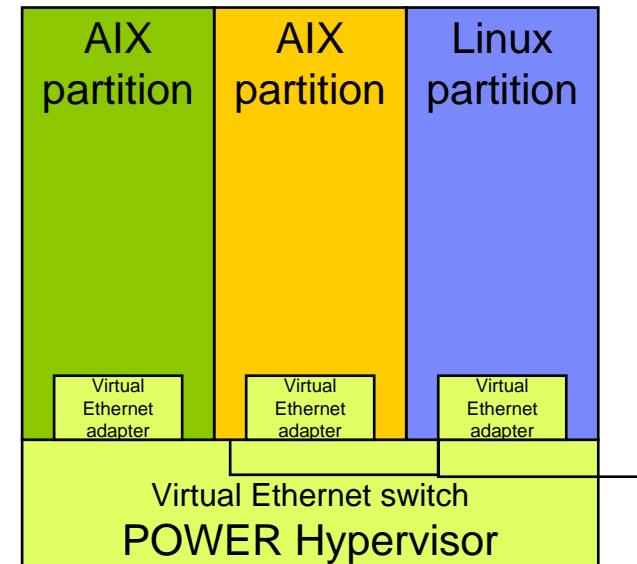 AIX
partition
AIX
partition
Linux
partition
Virtual
Ethernet
adapter
Virtual
Ethernet
adapter
Virtual
Ethernet
adapter
Virtual Ethernet switch
POWER Hypervisor